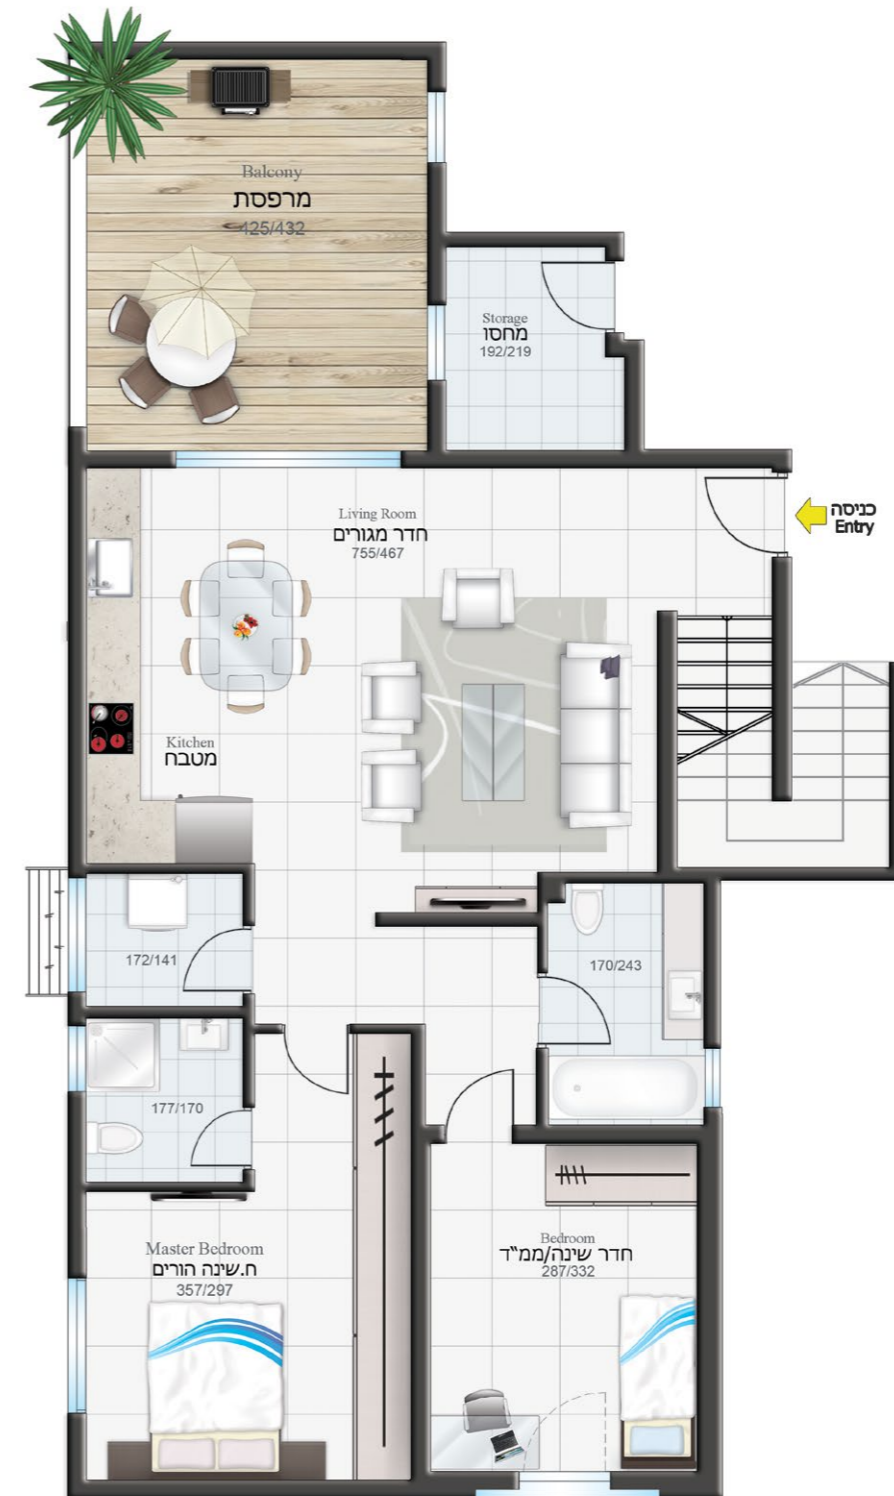 Balcony
מרפסת
425/432
Storage
מחסו
192/219
Living Room
חדר מגורים
755/467
כניסה
Entry
Kitchen
מטבח
172/141
170/243
177/170
Master Bedroom
ח.שינה הורים
357/297
Bedroom
חדר שינה/ממ"ד
287/332